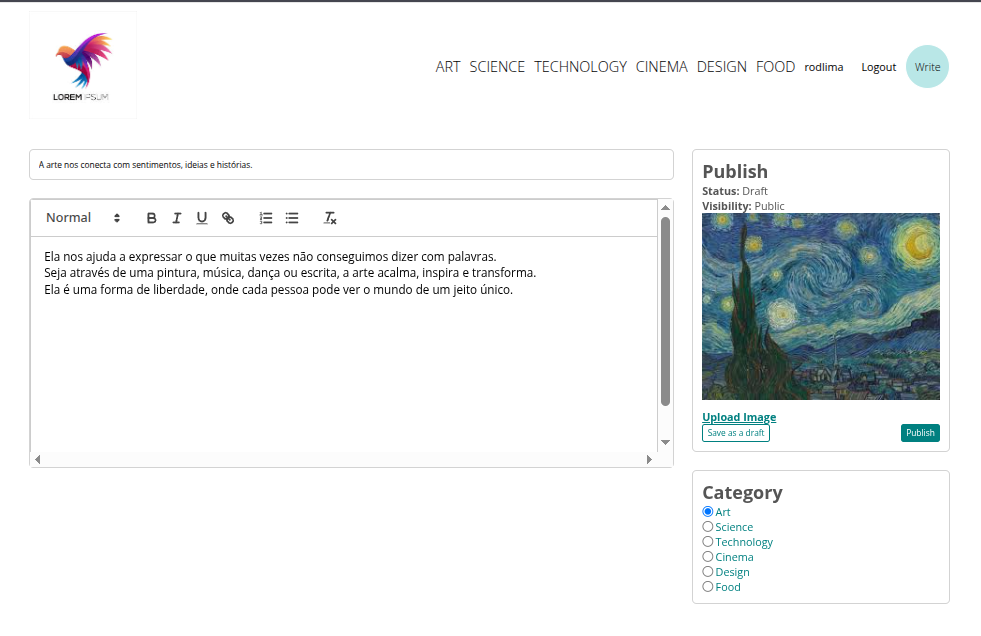 LOREM IPSUM
ART SCIENCE TECHNOLOGY CINEMA DESIGN FOOD rodlima Logout Write
A arte nos conecta com sentimentos, ideias e histórias.
Normal B I U Tx
Ela nos ajuda a expressar o que muitas vezes não conseguimos dizer com palavras.
Seja através de uma pintura, música, dança ou escrita, a arte acalma, inspira e transforma.
Ela é uma forma de liberdade, onde cada pessoa pode ver o mundo de um jeito único.
Publish
Status: Draft
Visibility: Public
Upload Image
Save as a draft
Publish
Category
Art
Science
Technology
Cinema
Design
Food